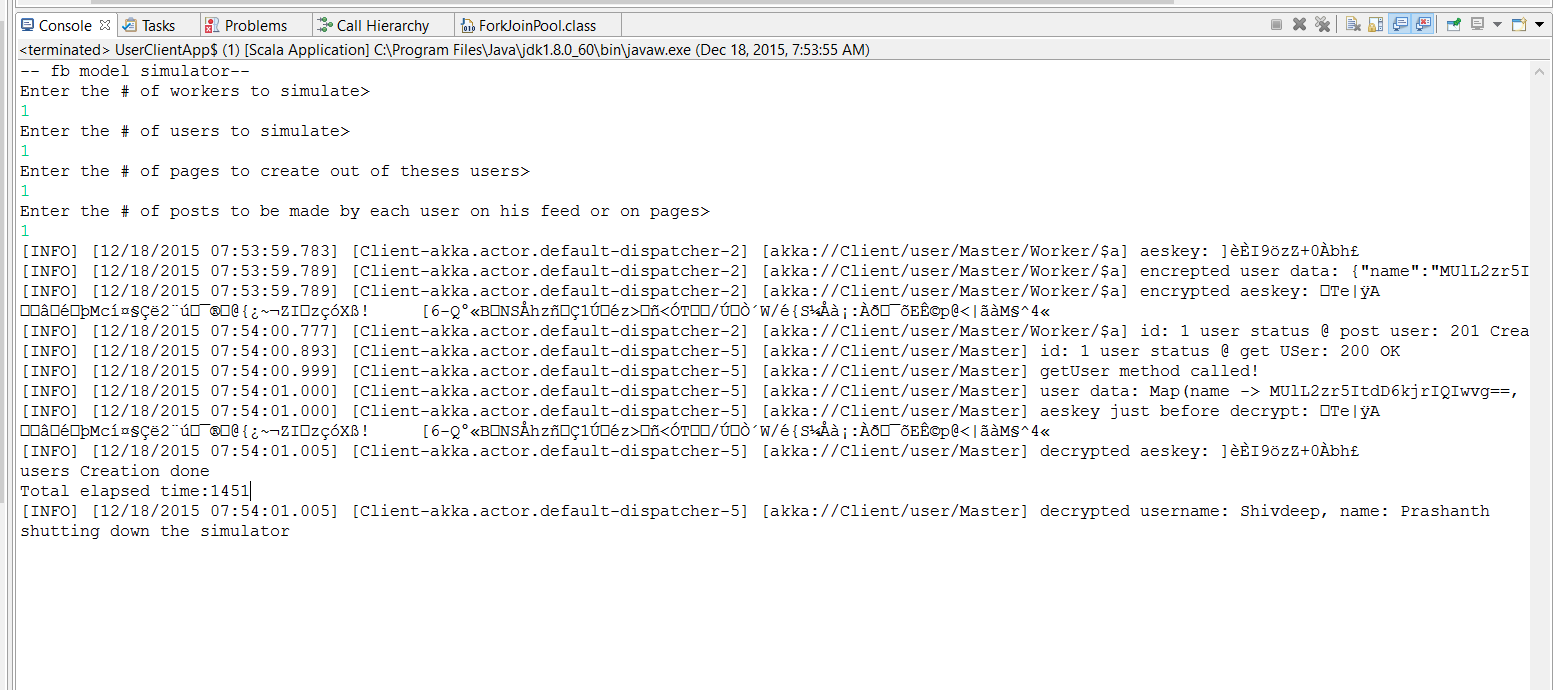 Console Tasks Problems Call Hierarchy ForkJoinPool.class
<terminated> UserClientApp$ (1) [Scala Application] C:\Program Files\Java\jdk1.8.0_60\bin\javaw.exe (Dec 18, 2015, 7:53:55 AM)
-- fb model simulator--
Enter the # of workers to simulate>
1
Enter the # of users to simulate>
1
Enter the # of pages to create out of theses users>
1
Enter the # of posts to be made by each user on his feed or on pages>
1
[INFO] [12/18/2015 07:53:59.783] [Client-akka.actor.default-dispatcher-2] [akka://Client/user/Master/Worker/$a] aeskey: ]èÈI9özZ+0Àbh£
[INFO] [12/18/2015 07:53:59.789] [Client-akka.actor.default-dispatcher-2] [akka://Client/user/Master/Worker/$a] encrepted user data: {"name":"MUlL2zr5I
[INFO] [12/18/2015 07:53:59.789] [Client-akka.actor.default-dispatcher-2] [akka://Client/user/Master/Worker/$a] encrypted aeskey: □Te|ÿA
[INFO] [12/18/2015 07:54:00.777] [Client-akka.actor.default-dispatcher-2] [akka://Client/user/Master/Worker/$a] id: 1 user status @ post user: 201 Crea
[INFO] [12/18/2015 07:54:00.893] [Client-akka.actor.default-dispatcher-5] [akka://Client/user/Master] id: 1 user status @ get USer: 200 OK
[INFO] [12/18/2015 07:54:00.999] [Client-akka.actor.default-dispatcher-5] [akka://Client/user/Master] getUser method called!
[INFO] [12/18/2015 07:54:01.000] [Client-akka.actor.default-dispatcher-5] [akka://Client/user/Master] user data: Map(name -> MUlL2zr5ItdD6kjrIQIwvg==,
[INFO] [12/18/2015 07:54:01.000] [Client-akka.actor.default-dispatcher-5] [akka://Client/user/Master] aeskey just before decrypt: □Te|ÿA
[INFO] [12/18/2015 07:54:01.005] [Client-akka.actor.default-dispatcher-5] [akka://Client/user/Master] decrypted aeskey: ]èÈI9özZ+0Àbh£
users Creation done
Total elapsed time:1451
[INFO] [12/18/2015 07:54:01.005] [Client-akka.actor.default-dispatcher-5] [akka://Client/user/Master] decrypted username: Shivdeep, name: Prashanth
shutting down the simulator